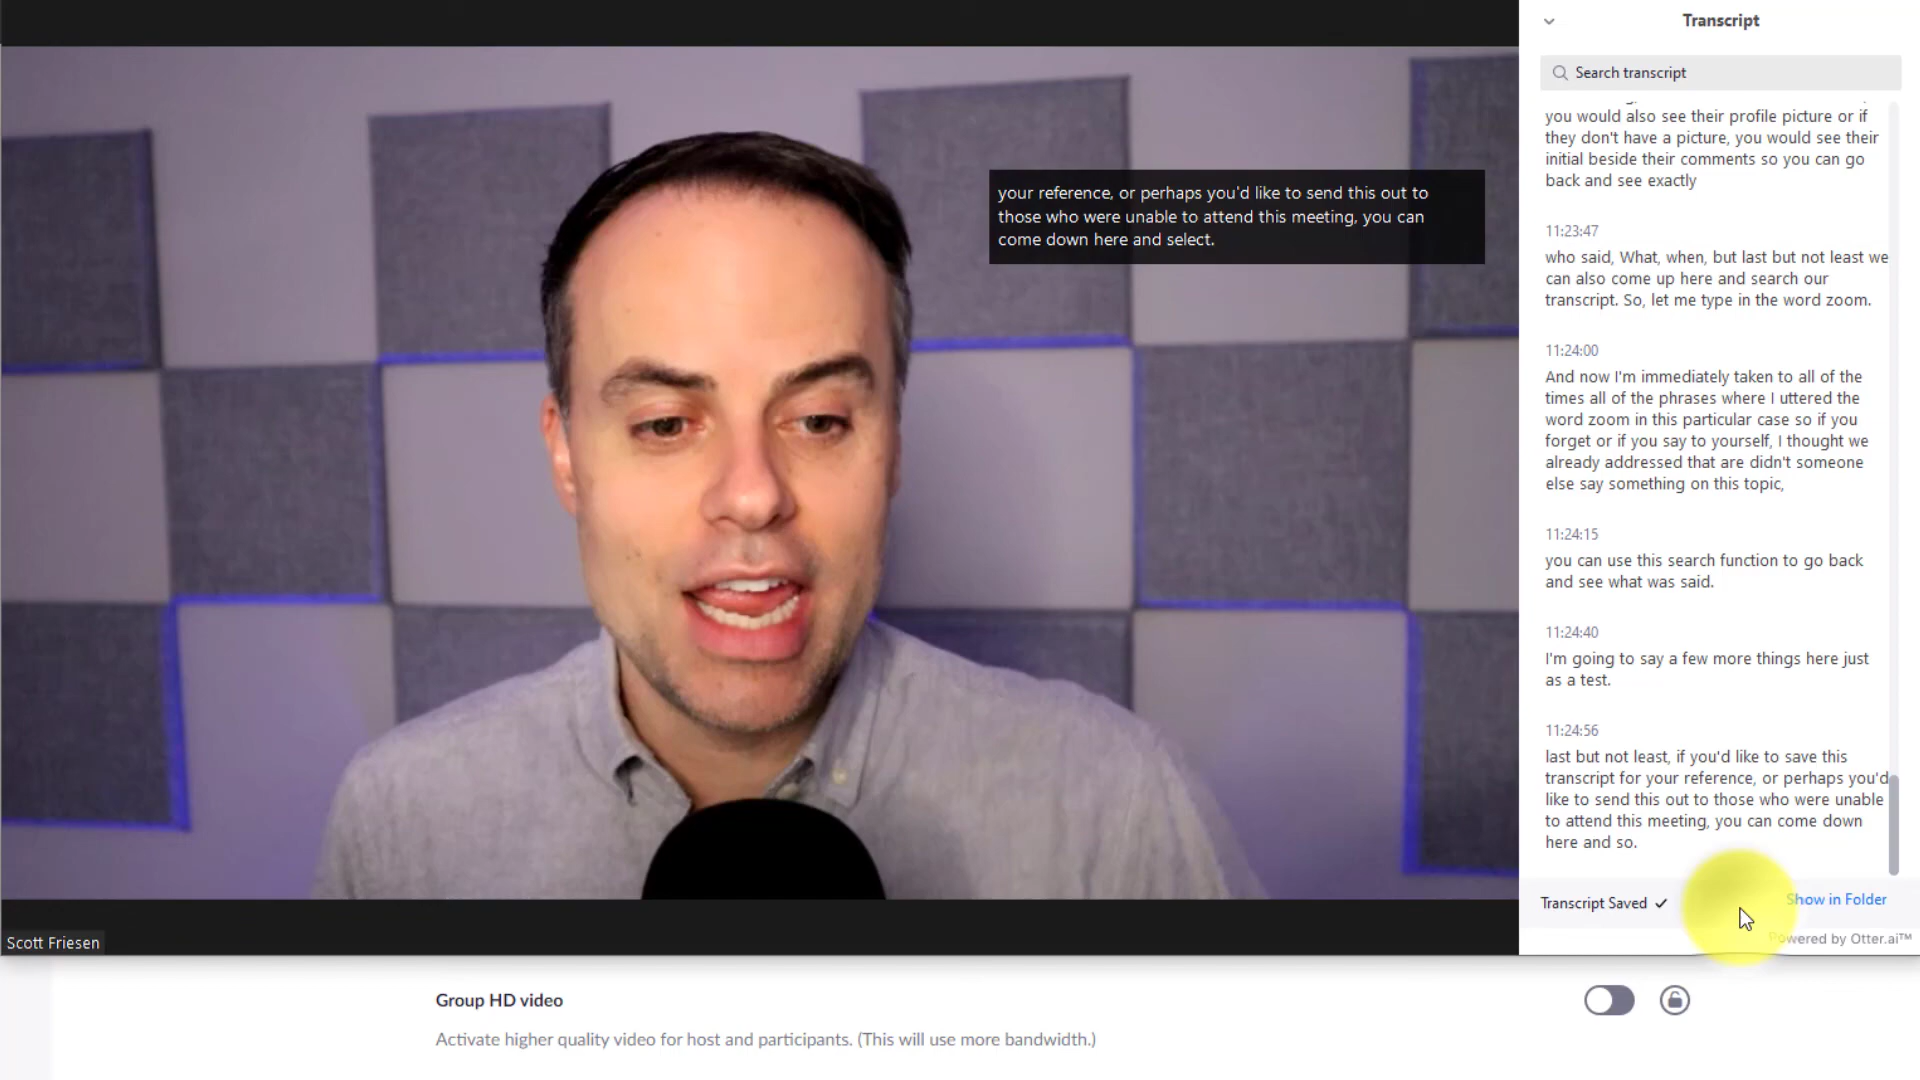 Transcript
Search transcript
you would also see their profile picture or if
they don't have a picture, you would see their
initial beside their comments so you can go
back and see exactly
11:23:47
who said, What, when, but last but not least we
can also come up here and search our
transcript. So, let me type in the word zoom.
11:24:00
And now I'm immediately taken to all of the
times all of the phrases where I uttered the
word zoom in this particular case so if you
forget or if you say to yourself, I thought we
already addressed that are didn't someone
else say something on this topic,
11:24:15
you can use this search function to go back
and see what was said.
11:24:40
I'm going to say a few more things here just
as a test.
11:24:56
last but not least, if you'd like to save this
transcript for your reference, or perhaps you'd
like to send this out to those who were unable
to attend this meeting, you can come down
here and so.
Transcript Saved ✓
Show in Folder
Powered by Otter.ai™
your reference, or perhaps you'd like to send this out to
those who were unable to attend this meeting, you can
come down here and select.
Scott Friesen
Group HD video
Activate higher quality video for host and participants. (This will use more bandwidth.)